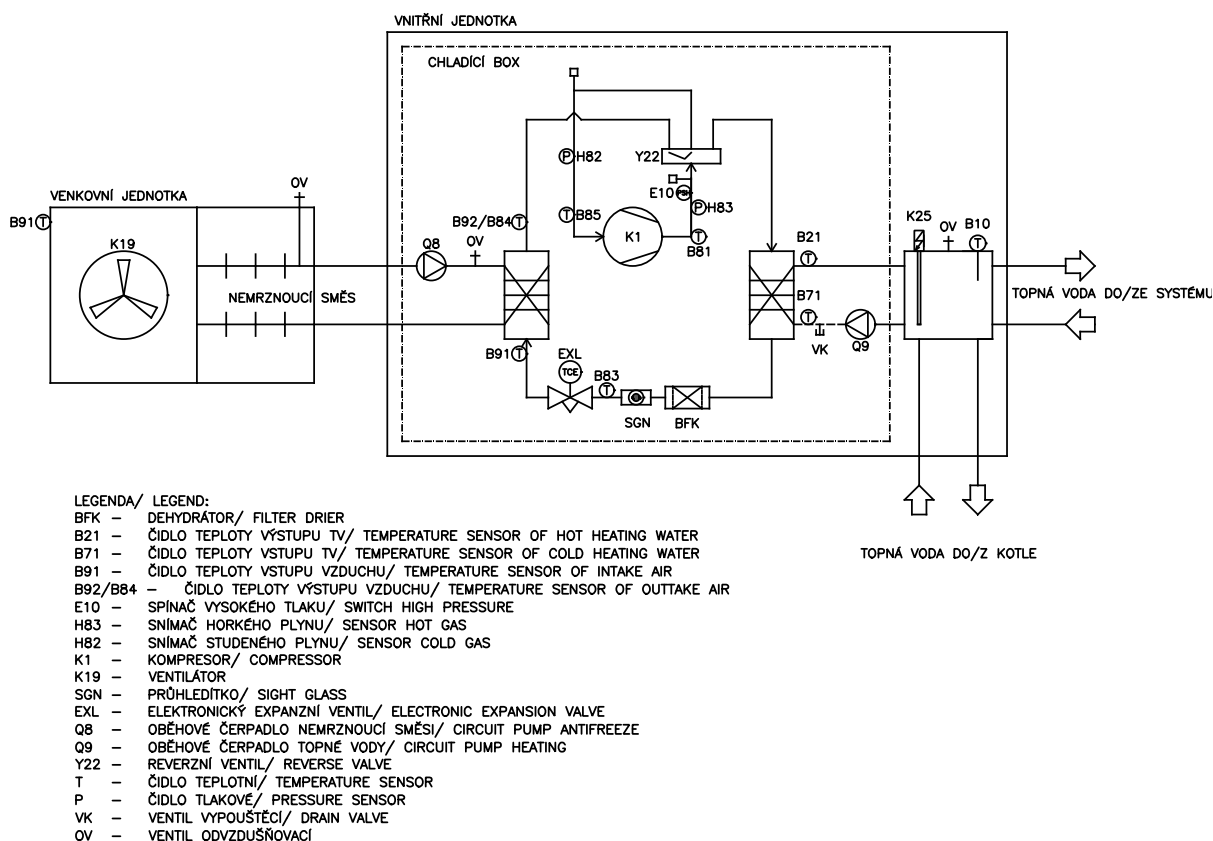 VNITŘNÍ JEDNOTKA
CHLADÍCÍ BOX
P H82
Y22
OV
VENKOVNÍ JEDNOTKA
E10 PSH
B91 T
B92/B84 T
T B85
P H83
K25
K19
OV
K1
OV
B10
Q8
T
B81
B21
T
T
NEMRZNOUCÍ SMĚS
B71
TOPNÁ VODA DO/ZE SYSTÉMU
T
B91 T
EXL
VK
Q9
TCE
B83
T
SGN
BFK
LEGENDA/ LEGEND:
BFK – DEHYDRÁTOR/ FILTER DRIER
B21 – ČIDLO TEPLOTY VÝSTUPU TV/ TEMPERATURE SENSOR OF HOT HEATING WATER
B71 – ČIDLO TEPLOTY VSTUPU TV/ TEMPERATURE SENSOR OF COLD HEATING WATER
TOPNÁ VODA DO/Z KOTLE
B91 – ČIDLO TEPLOTY VSTUPU VZDUCHU/ TEMPERATURE SENSOR OF INTAKE AIR
B92/B84 – ČIDLO TEPLOTY VÝSTUPU VZDUCHU/ TEMPERATURE SENSOR OF OUTTAKE AIR
E10 – SPÍNAČ VYSOKÉHO TLAKU/ SWITCH HIGH PRESSURE
H83 – SNÍMAČ HORKÉHO PLYNU/ SENSOR HOT GAS
H82 – SNÍMAČ STUDENÉHO PLYNU/ SENSOR COLD GAS
K1 – KOMPRESOR/ COMPRESSOR
K19 – VENTILÁTOR
SGN – PRŮHLEDÍTKO/ SIGHT GLASS
EXL – ELEKTRONICKÝ EXPANZNÍ VENTIL/ ELECTRONIC EXPANSION VALVE
Q8 – OBĚHOVÉ ČERPADLO NEMRZNOUCÍ SMĚSI/ CIRCUIT PUMP ANTIFREEZE
Q9 – OBĚHOVÉ ČERPADLO TOPNÉ VODY/ CIRCUIT PUMP HEATING
Y22 – REVERZNÍ VENTIL/ REVERSE VALVE
T – ČIDLO TEPLOTNÍ/ TEMPERATURE SENSOR
P – ČIDLO TLAKOVÉ/ PRESSURE SENSOR
VK – VENTIL VYPOUŠTĚCÍ/ DRAIN VALVE
OV – VENTIL ODVZDUŠŇOVACÍ